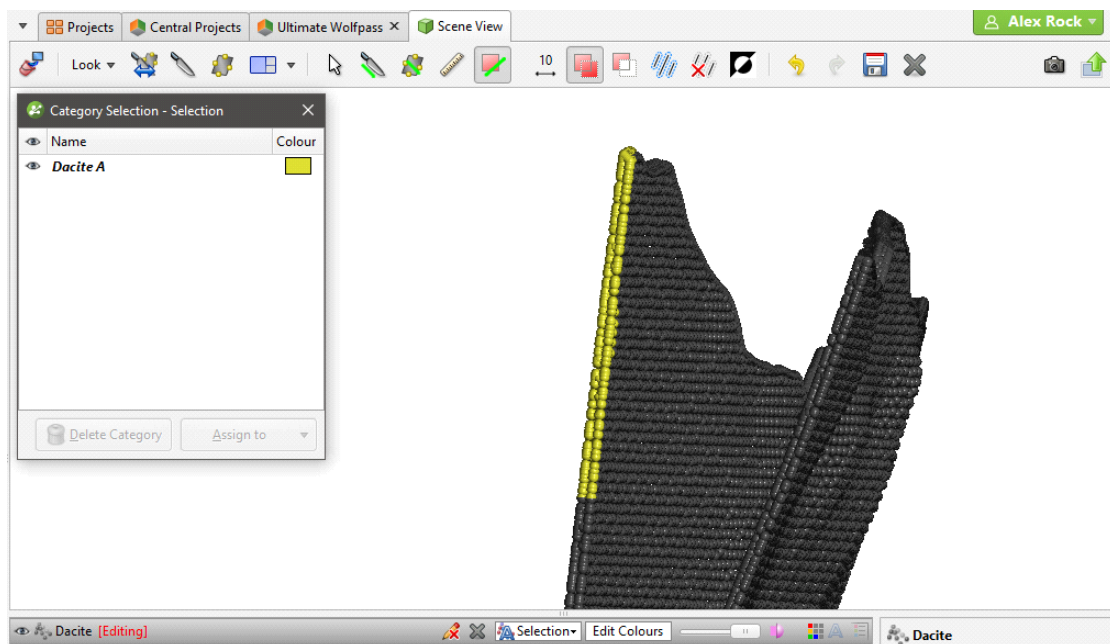 Projects Central Projects Ultimate Wolfpass Scene View Alex Rock
Look 10
Category Selection - Selection
Name Colour
Dacite A
Delete Category Assign to
Dacite [Editing] Selection Edit Colours Dacite